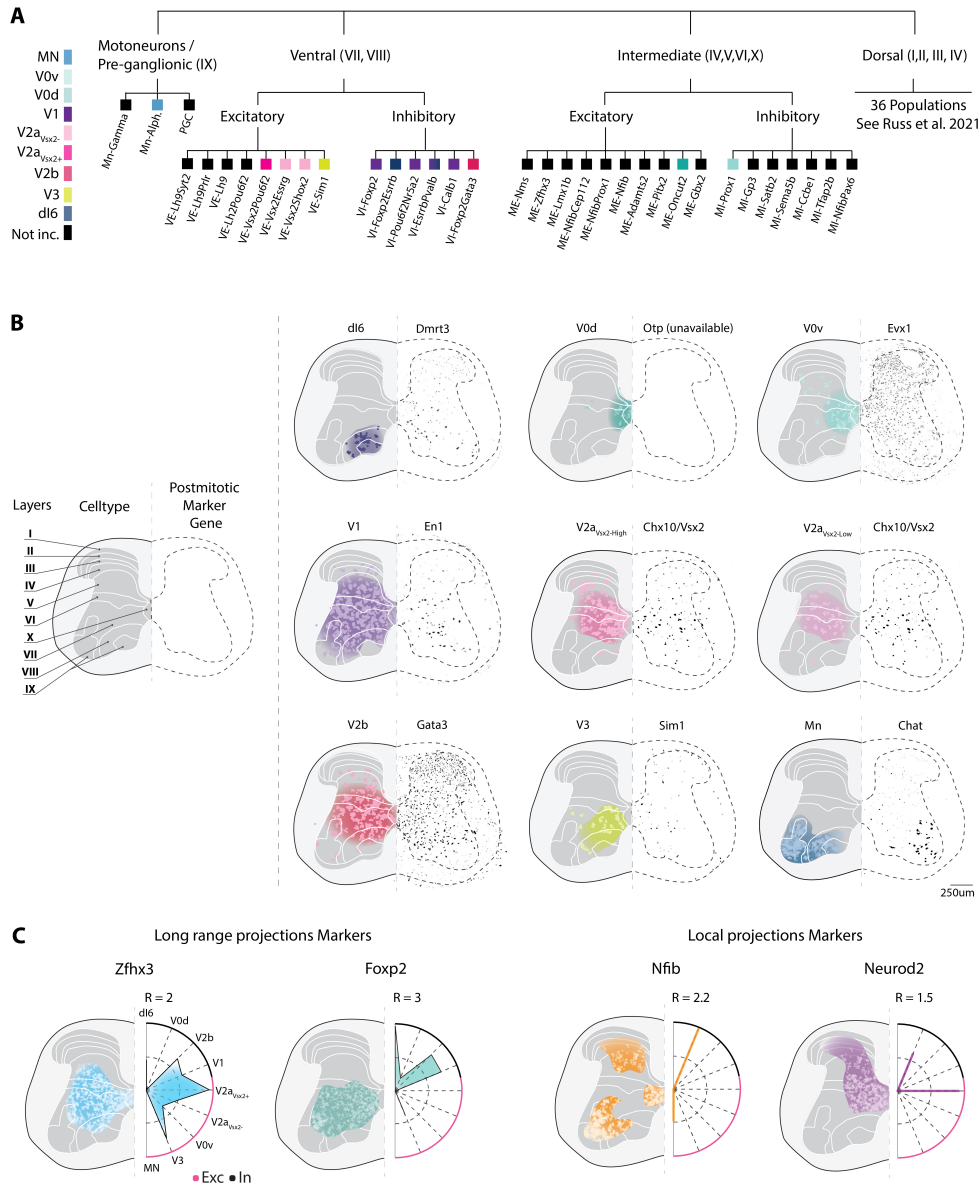 A
MN
V0v
V0d
V1
V2aVsx2-
V2aVsx2+
V2b
V3
dI6
Not inc.
Motoneurons /
Pre-ganglionic (IX)
Ventral (VII, VIII)
Intermediate (IV,V,VI,X)
Dorsal (I,II, III, IV)
36 Populations
See Russ et al. 2021
Excitatory
Inhibitory
Excitatory
Inhibitory
Mn-Gamma
Mn-Alph.
PGC
VE-Lh9Syt2
VE-Lh9Prlr
VE-Lh9
VE-Lh2Pou6f2
VE-Vsx2Pou6f2
VE-Vsx2Essrg
VE-Vsx2Shox2
VE-Sim1
VI-Foxp2
VI-Foxp2Esrrb
VI-Pou6f2Nr5a2
VI-EsrrbPvalb
VI-Calb1
VI-Foxp2Gata3
ME-Nms
ME-Zfhx3
ME-Lmx1b
ME-NfibCep112
ME-NfibProx1
ME-Nfib
ME-Adamts2
ME-Pitx2
ME-Oncut2
ME-Gbx2
MI-Prox1
MI-Gp3
MI-Satb2
MI-Sema5b
MI-Ccbe1
MI-Tfap2b
MI-NfibPax6
B
dI6
Dmrt3
V0d
Otp (unavailable)
V0v
Evx1
Layers
Celltype
Postmitotic
Marker
Gene
I
II
III
IV
V
VI
X
VII
VIII
IX
V1
En1
V2aVsx2-High
Chx10/Vsx2
V2aVsx2-Low
Chx10/Vsx2
V2b
Gata3
V3
Sim1
Mn
Chat
250um
C
Long range projections Markers
Local projections Markers
Zfhx3
Foxp2
Nfib
Neurod2
R = 2
R = 3
R = 2.2
R = 1.5
dI6
V0d
V2b
V1
V2aVsx2+
V2aVsx2-
V0v
V3
MN
Exc
In